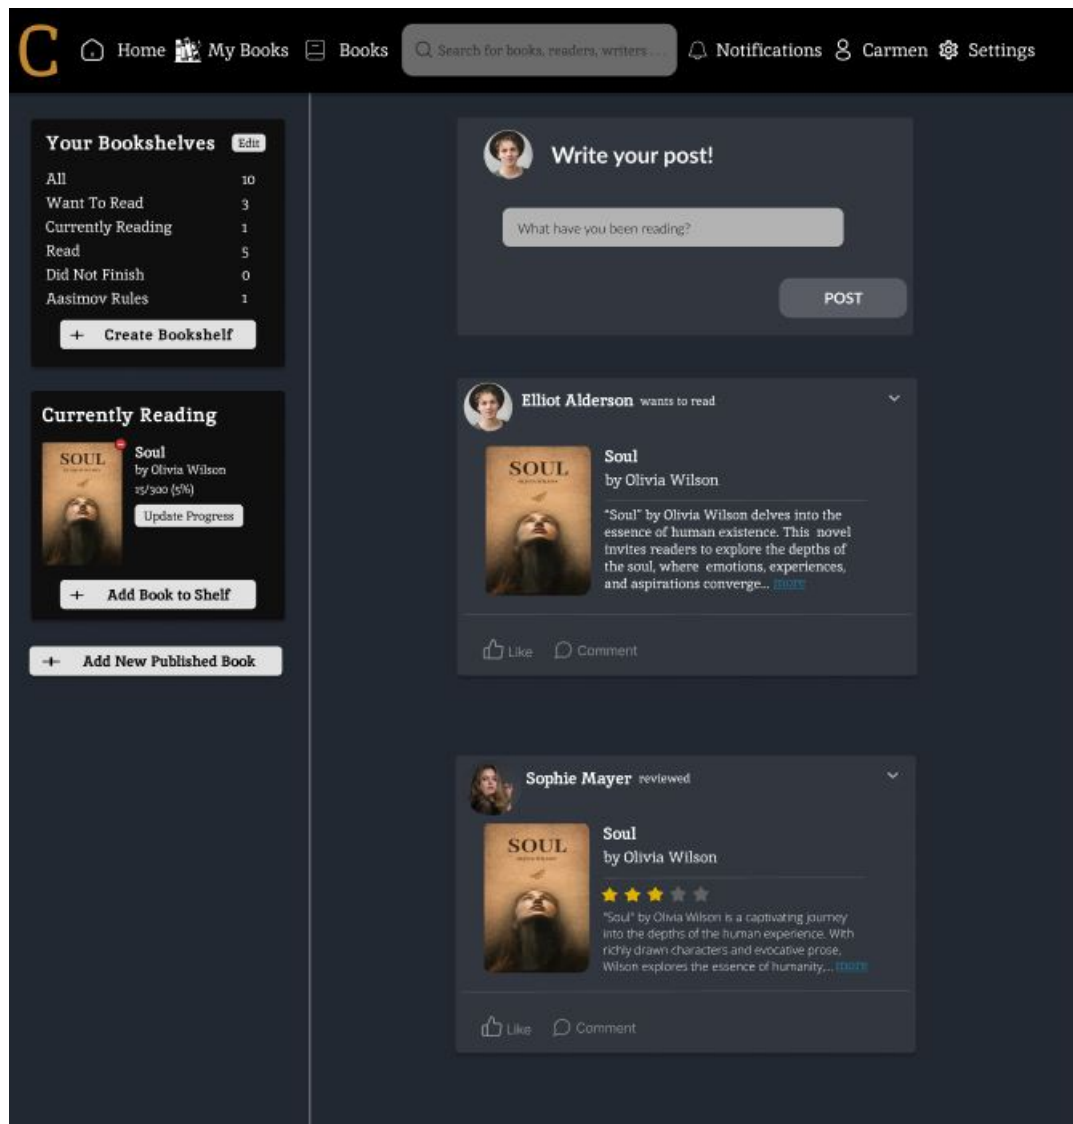 C
Home
My Books
Books
Search for books, readers, writers . . .
Notifications
Carmen
Settings
Your Bookshelves
Edit
All 10
Want To Read 3
Currently Reading 1
Read 5
Did Not Finish 0
Aasimov Rules 1
+ Create Bookshelf
Currently Reading
SOUL
Soul
by Olivia Wilson
15/300 (5%)
Update Progress
+ Add Book to Shelf
+ Add New Published Book
Write your post!
What have you been reading?
POST
Elliot Alderson wants to read
SOUL
Soul
by Olivia Wilson
"Soul" by Olivia Wilson delves into the
essence of human existence. This novel
invites readers to explore the depths of
the soul, where emotions, experiences,
and aspirations converge... more
Like
Comment
Sophie Mayer reviewed
SOUL
Soul
by Olivia Wilson
"Soul" by Olivia Wilson is a captivating journey
into the depths of the human experience. With
richly drawn characters and evocative prose,
Wilson explores the essence of humanity,... more
Like
Comment